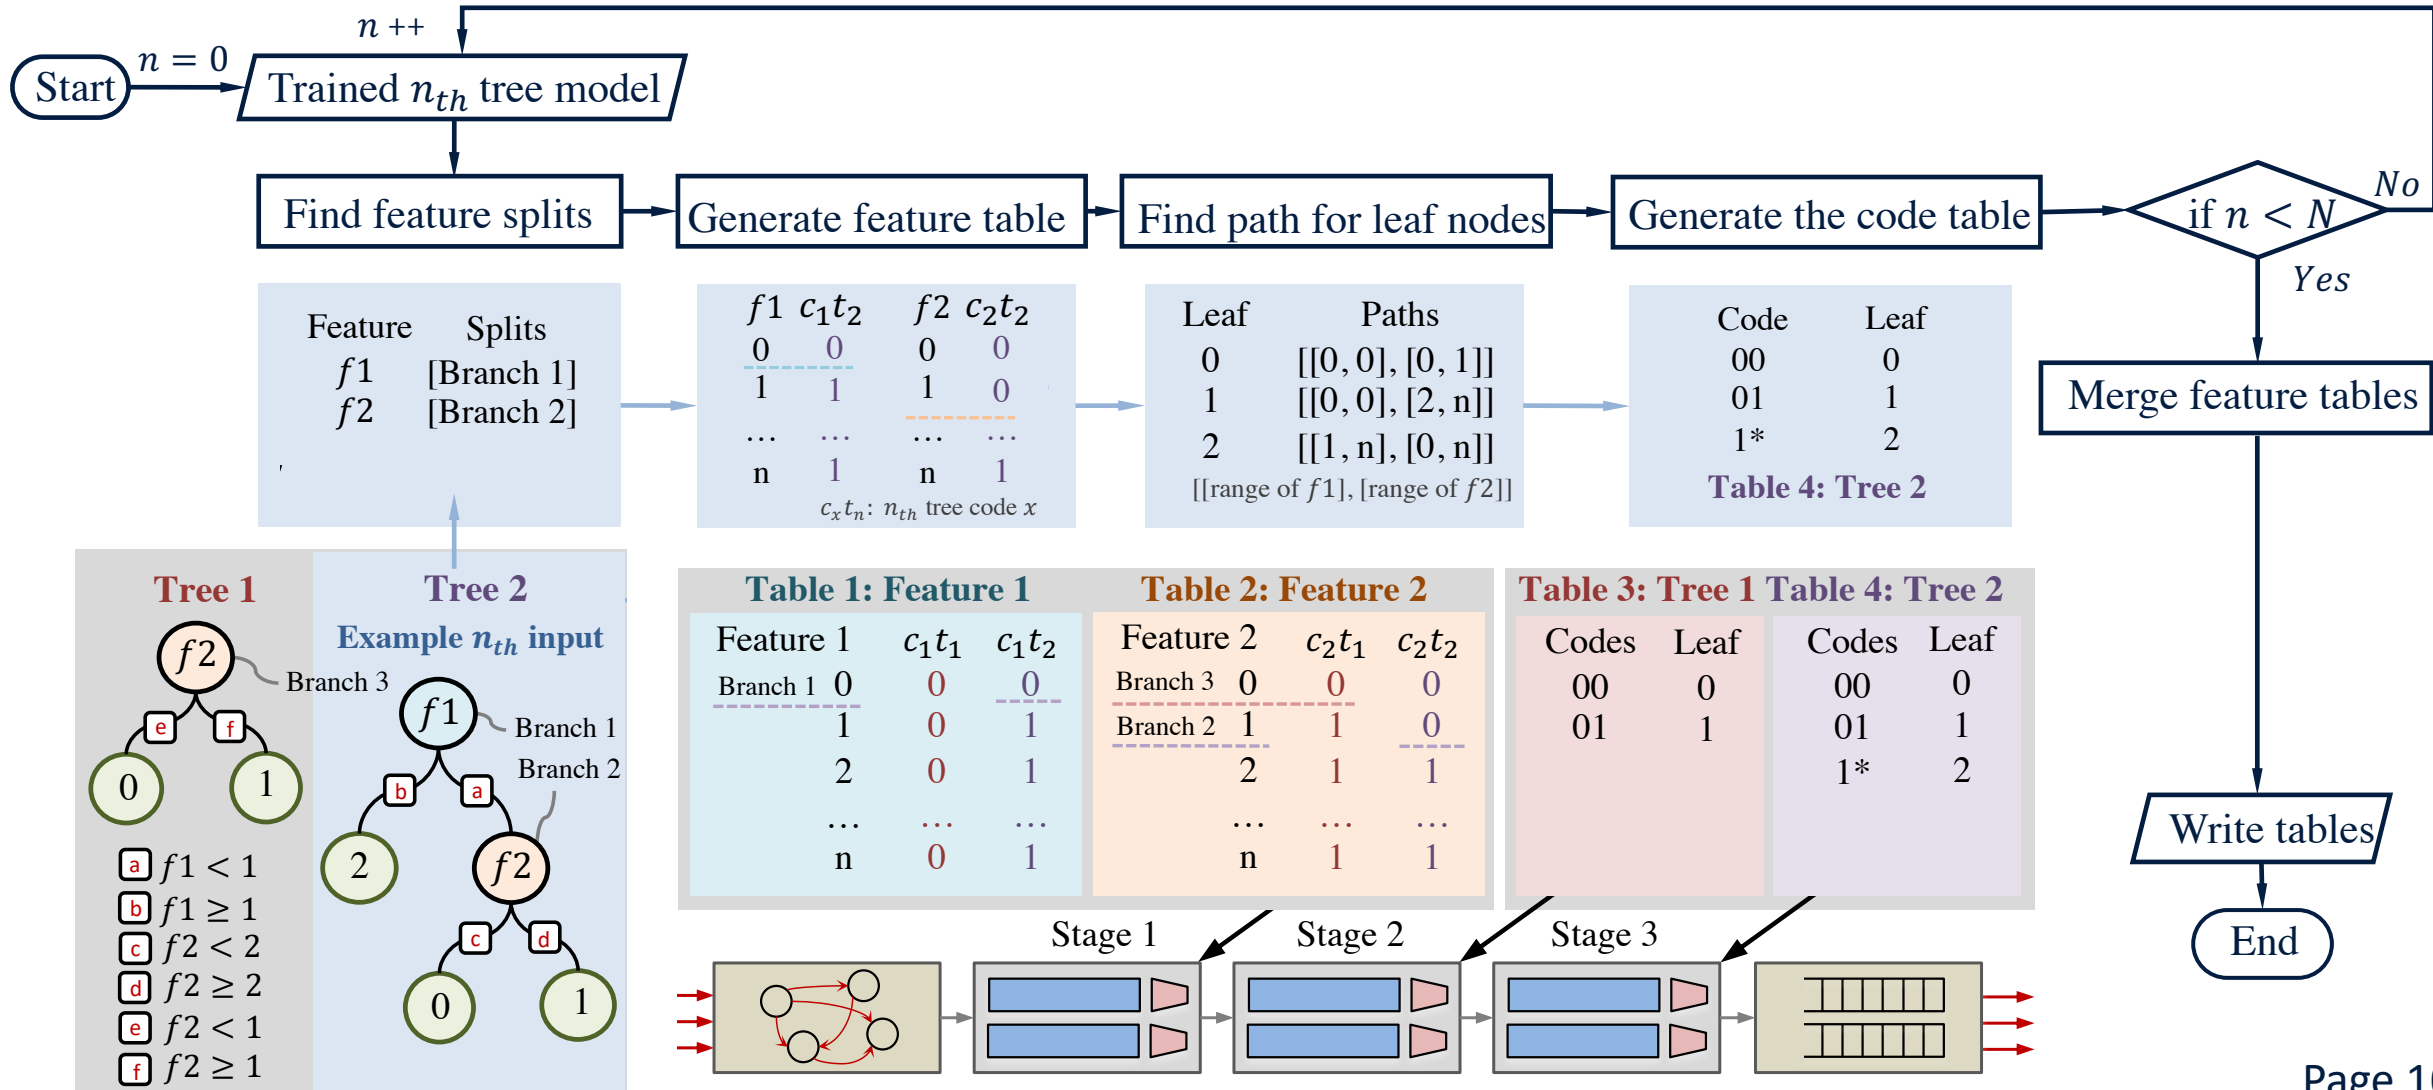 n ++
n = 0
Start
Trained n_th tree model
Find feature splits
Generate feature table
Find path for leaf nodes
Generate the code table
if n < N
No
Yes
Merge feature tables
Write tables
End
Feature Splits
f1 [Branch 1]
f2 [Branch 2]
f1 c₁t₂ f2 c₂t₂
0 0 0 0
1 1 1 0
... ... ... ...
n 1 n 1
cₓtₙ: n_th tree code x
Leaf Paths
0 [[0, 0], [0, 1]]
1 [[0, 0], [2, n]]
2 [[1, n], [0, n]]
[[range of f1], [range of f2]]
Code Leaf
00 0
01 1
1* 2
Table 4: Tree 2
Tree 1
f2
Branch 3
e f
0 1
a f1 < 1
b f1 ≥ 1
c f2 < 2
d f2 ≥ 2
e f2 < 1
f f2 ≥ 1
Tree 2
Example n_th input
f1
Branch 1
Branch 2
b a
2 f2
c d
0 1
Table 1: Feature 1
Feature 1 c₁t₁ c₁t₂
Branch 1 0 0 0
1 0 1
2 0 1
... ... ...
n 0 1
Table 2: Feature 2
Feature 2 c₂t₁ c₂t₂
Branch 3 0 0 0
Branch 2 1 1 0
2 1 1
... ... ...
n 1 1
Table 3: Tree 1
Codes Leaf
00 0
01 1
Table 4: Tree 2
Codes Leaf
00 0
01 1
1* 2
Stage 1
Stage 2
Stage 3
Page